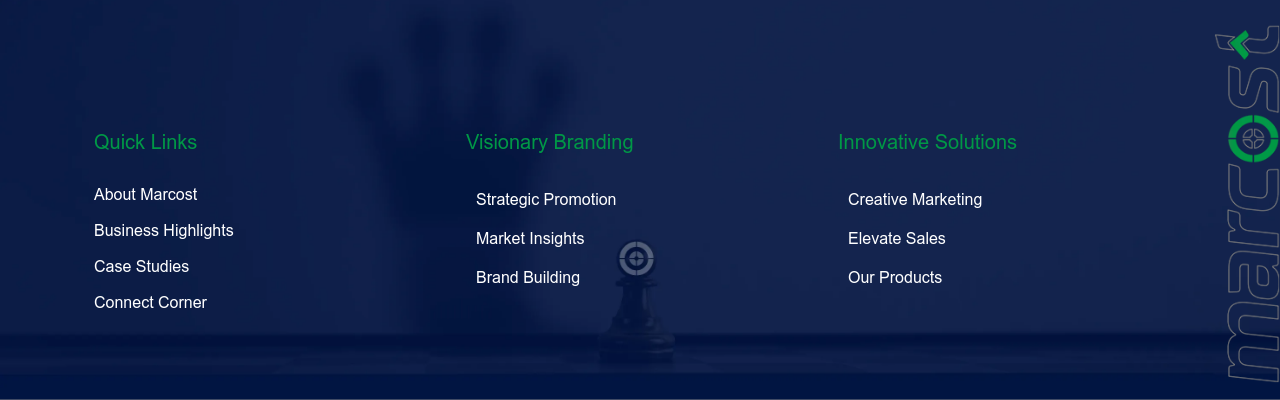 Quick Links
About Marcost
Business Highlights
Case Studies
Connect Corner
Visionary Branding
Strategic Promotion
Market Insights
Brand Building
Innovative Solutions
Creative Marketing
Elevate Sales
Our Products
marcost